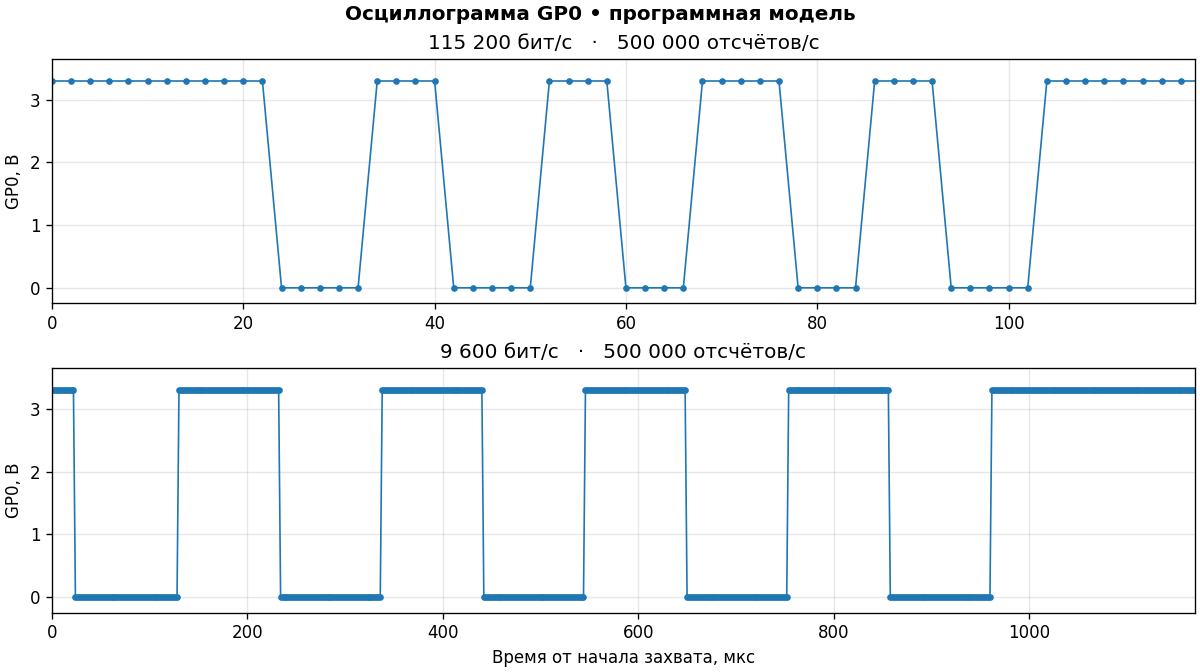 Осциллограмма GP0 • программная модель
115 200 бит/с · 500 000 отсчётов/с
GP0, В
3
2
1
0
0 20 40 60 80 100
9 600 бит/с · 500 000 отсчётов/с
GP0, В
3
2
1
0
0 200 400 600 800 1000
Время от начала захвата, мкс